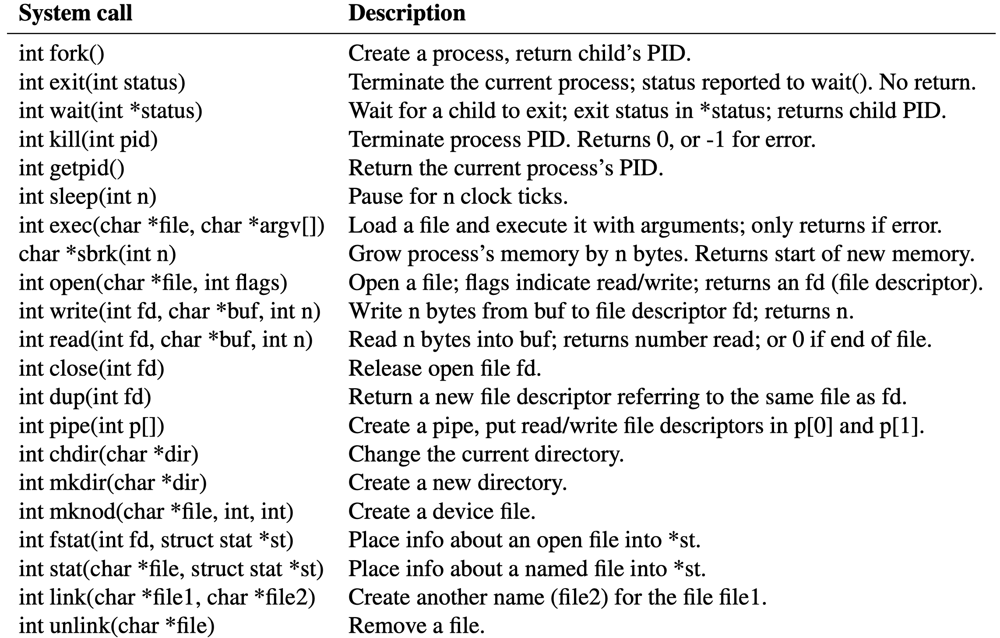 System call Description
int fork() Create a process, return child’s PID.
int exit(int status) Terminate the current process; status reported to wait(). No return.
int wait(int *status) Wait for a child to exit; exit status in *status; returns child PID.
int kill(int pid) Terminate process PID. Returns 0, or -1 for error.
int getpid() Return the current process’s PID.
int sleep(int n) Pause for n clock ticks.
int exec(char *file, char *argv[]) Load a file and execute it with arguments; only returns if error.
char *sbrk(int n) Grow process’s memory by n bytes. Returns start of new memory.
int open(char *file, int flags) Open a file; flags indicate read/write; returns an fd (file descriptor).
int write(int fd, char *buf, int n) Write n bytes from buf to file descriptor fd; returns n.
int read(int fd, char *buf, int n) Read n bytes into buf; returns number read; or 0 if end of file.
int close(int fd) Release open file fd.
int dup(int fd) Return a new file descriptor referring to the same file as fd.
int pipe(int p[]) Create a pipe, put read/write file descriptors in p[0] and p[1].
int chdir(char *dir) Change the current directory.
int mkdir(char *dir) Create a new directory.
int mknod(char *file, int, int) Create a device file.
int fstat(int fd, struct stat *st) Place info about an open file into *st.
int stat(char *file, struct stat *st) Place info about a named file into *st.
int link(char *file1, char *file2) Create another name (file2) for the file file1.
int unlink(char *file) Remove a file.